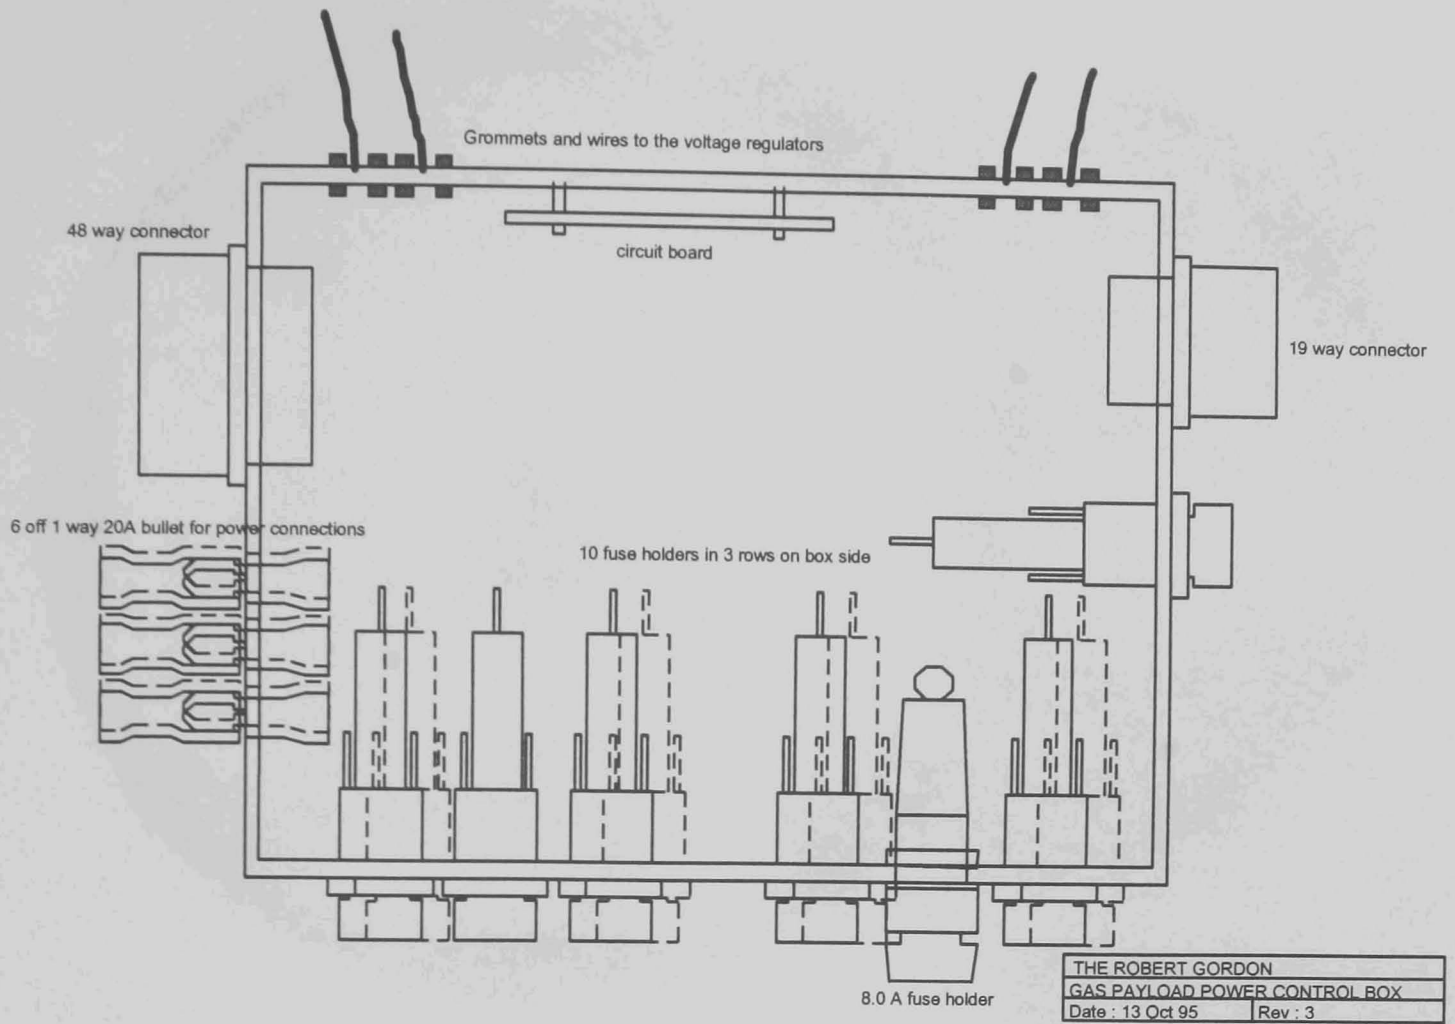 Grommets and wires to the voltage regulators
48 way connector
circuit board
19 way connector
6 off 1 way 20A bullet for power connections
10 fuse holders in 3 rows on box side
8.0 A fuse holder
THE ROBERT GORDON
GAS PAYLOAD POWER CONTROL BOX
Date : 13 Oct 95 Rev : 3